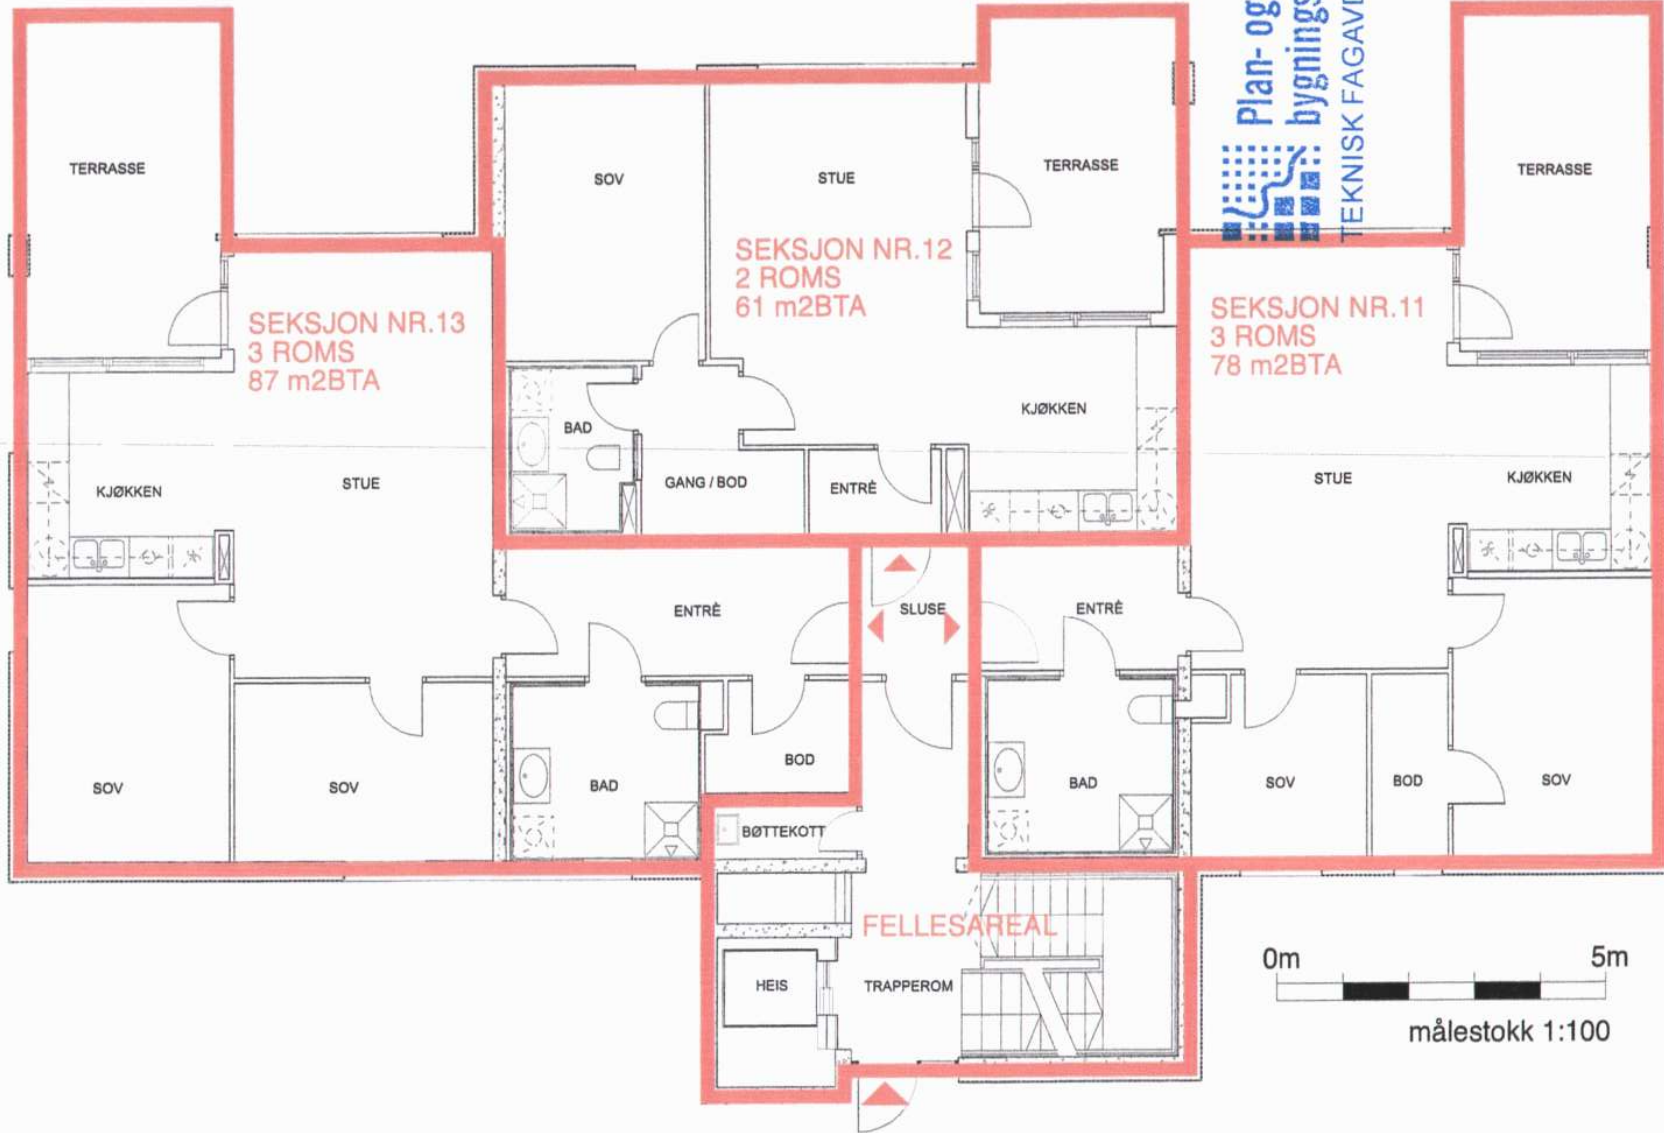 Plan- og
bygnings
TEKNISK FAGAVD
TERRASSE
SOV
STUE
TERRASSE
TERRASSE
SEKSJON NR.12
2 ROMS
61 m2BTA
SEKSJON NR.13
3 ROMS
87 m2BTA
SEKSJON NR.11
3 ROMS
78 m2BTA
BAD
KJØKKEN
GANG / BOD
ENTRÈ
KJØKKEN
STUE
STUE
KJØKKEN
ENTRÈ
SLUSE
ENTRÈ
SOV
SOV
BAD
BOD
BAD
SOV
BOD
SOV
BØTTEKOTT
FELLESAREAL
HEIS
TRAPPEROM
0m 5m
målestokk 1:100